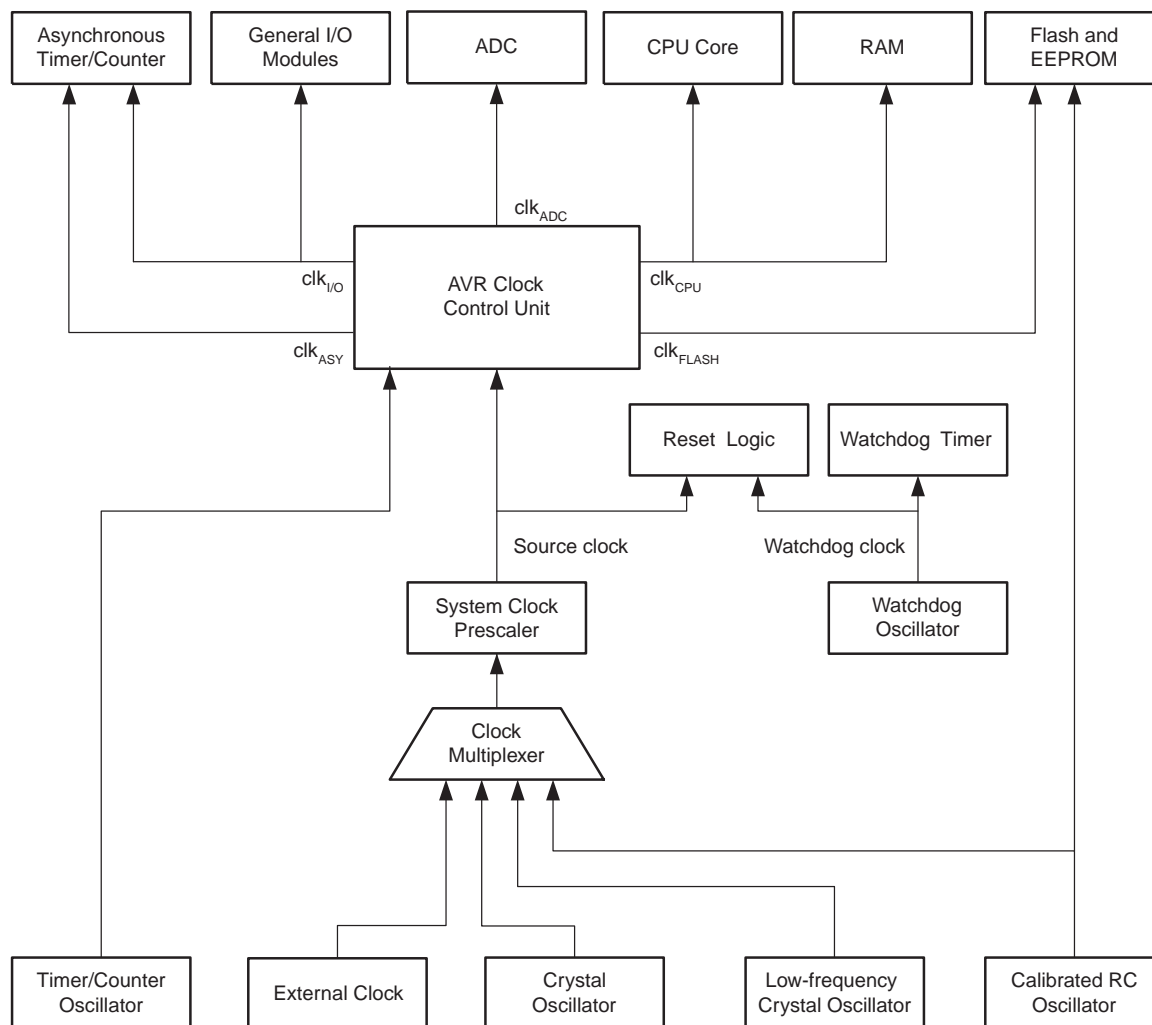 Asynchronous
Timer/Counter
General I/O
Modules
ADC
CPU Core
RAM
Flash and
EEPROM
clkADC
clkI/O
AVR Clock
Control Unit
clkCPU
clkASY
clkFLASH
Reset Logic
Watchdog Timer
Source clock
Watchdog clock
System Clock
Prescaler
Watchdog
Oscillator
Clock
Multiplexer
Timer/Counter
Oscillator
External Clock
Crystal
Oscillator
Low-frequency
Crystal Oscillator
Calibrated RC
Oscillator